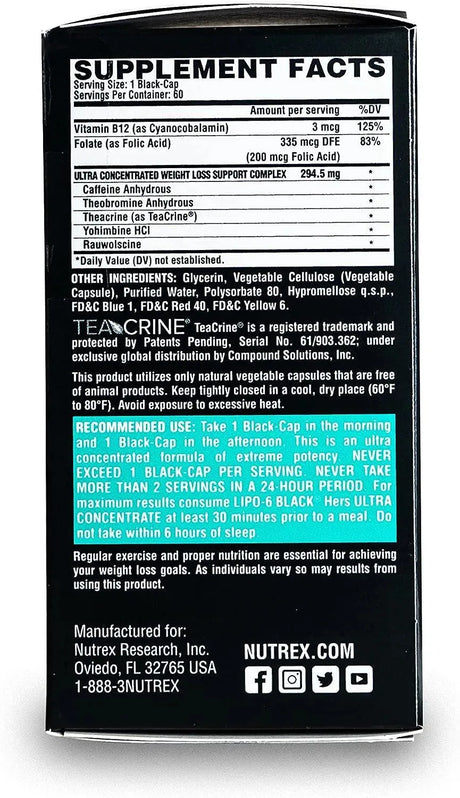 SUPPLEMENT FACTS
Serving Size: 1 Black-Cap
Servings Per Container: 60
Amount per serving %DV
Vitamin B12 (as Cyanocobalamin) 3 mcg 125%
Folate (as Folic Acid) 335 mcg DFE 83%
(200 mcg Folic Acid)
ULTRA CONCENTRATED WEIGHT LOSS SUPPORT COMPLEX 294.5 mg *
Caffeine Anhydrous *
Theobromine Anhydrous *
Theacrine (as TeaCrine®) *
Yohimbine HCl *
Rauwolscine *
*Daily Value (DV) not established.
OTHER INGREDIENTS: Glycerin, Vegetable Cellulose (Vegetable
Capsule), Purified Water, Polysorbate 80, Hypromellose q.s.p.,
FD&C Blue 1, FD&C Red 40, FD&C Yellow 6.
TEACRINE® TeaCrine® is a registered trademark and
protected by Patents Pending, Serial No. 61/903.362; under
exclusive global distribution by Compound Solutions, Inc.
This product utilizes only natural vegetable capsules that are free
of animal products. Keep tightly closed in a cool, dry place (60°F
to 80°F). Avoid exposure to excessive heat.
RECOMMENDED USE: Take 1 Black-Cap in the morning
and 1 Black-Cap in the afternoon. This is an ultra
concentrated formula of extreme potency. NEVER
EXCEED 1 BLACK-CAP PER SERVING. NEVER TAKE
MORE THAN 2 SERVINGS IN A 24-HOUR PERIOD. For
maximum results consume LIPO-6 BLACK® Hers ULTRA
CONCENTRATE at least 30 minutes prior to a meal. Do
not take within 6 hours of sleep.
Regular exercise and proper nutrition are essential for achieving
your weight loss goals. As individuals vary so may results from
using this product.
Manufactured for:
Nutrex Research, Inc.
Oviedo, FL 32765 USA
1-888-3NUTREX
NUTREX.COM